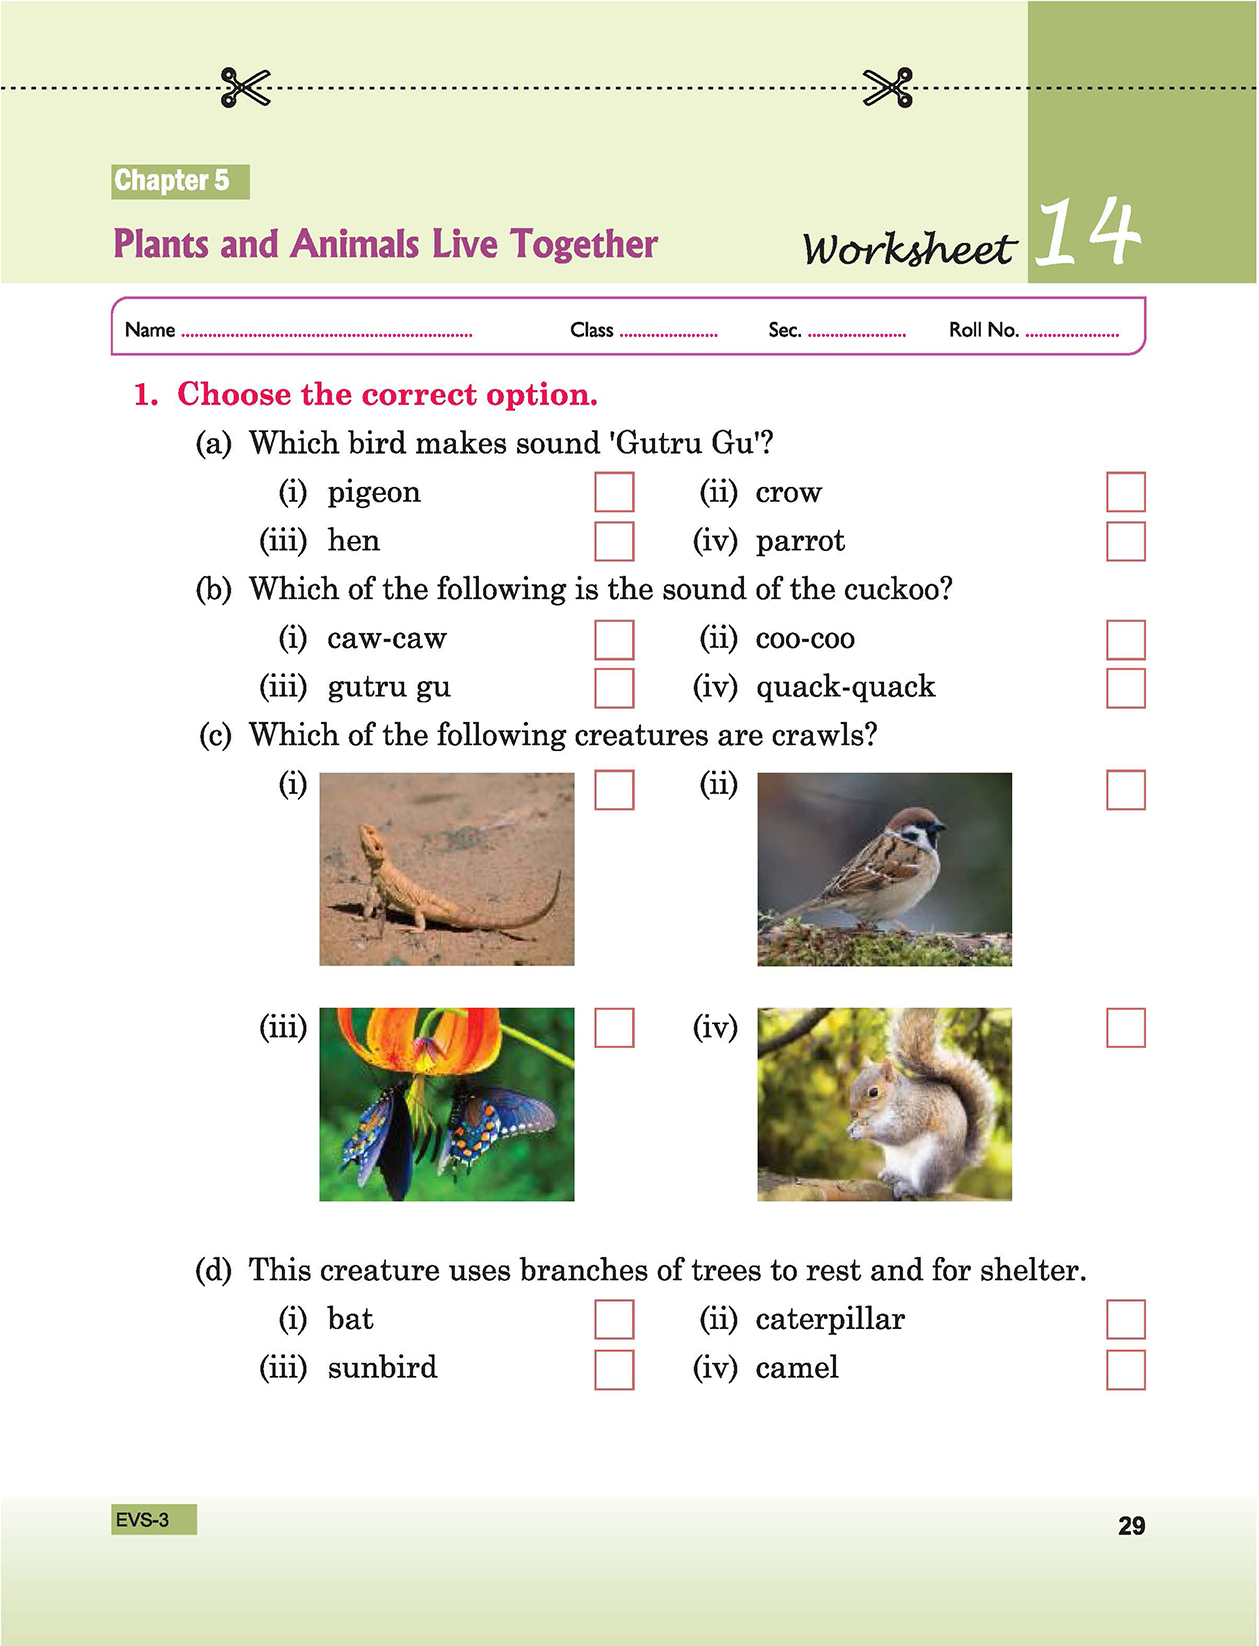 Chapter 5
Plants and Animals Live Together
Worksheet 14
Name ................................................................. Class ...................... Sec. ...................... Roll No. .....................
1. Choose the correct option.
(a) Which bird makes sound 'Gutru Gu'?
(i) pigeon (ii) crow
(iii) hen (iv) parrot
(b) Which of the following is the sound of the cuckoo?
(i) caw-caw (ii) coo-coo
(iii) gutru gu (iv) quack-quack
(c) Which of the following creatures are crawls?
(i) (ii)
(iii) (iv)
(d) This creature uses branches of trees to rest and for shelter.
(i) bat (ii) caterpillar
(iii) sunbird (iv) camel
EVS-3 29